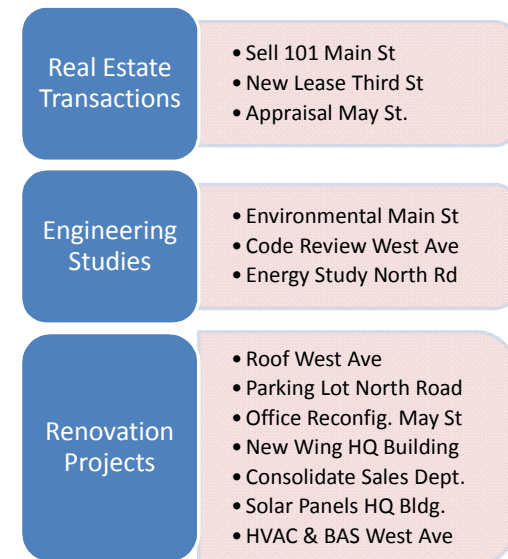 Real Estate
Transactions
• Sell 101 Main St
• New Lease Third St
• Appraisal May St.
Engineering
Studies
• Environmental Main St
• Code Review West Ave
• Energy Study North Rd
Renovation
Projects
• Roof West Ave
• Parking Lot North Road
• Office Reconfig. May St
• New Wing HQ Building
• Consolidate Sales Dept.
• Solar Panels HQ Bldg.
• HVAC & BAS West Ave